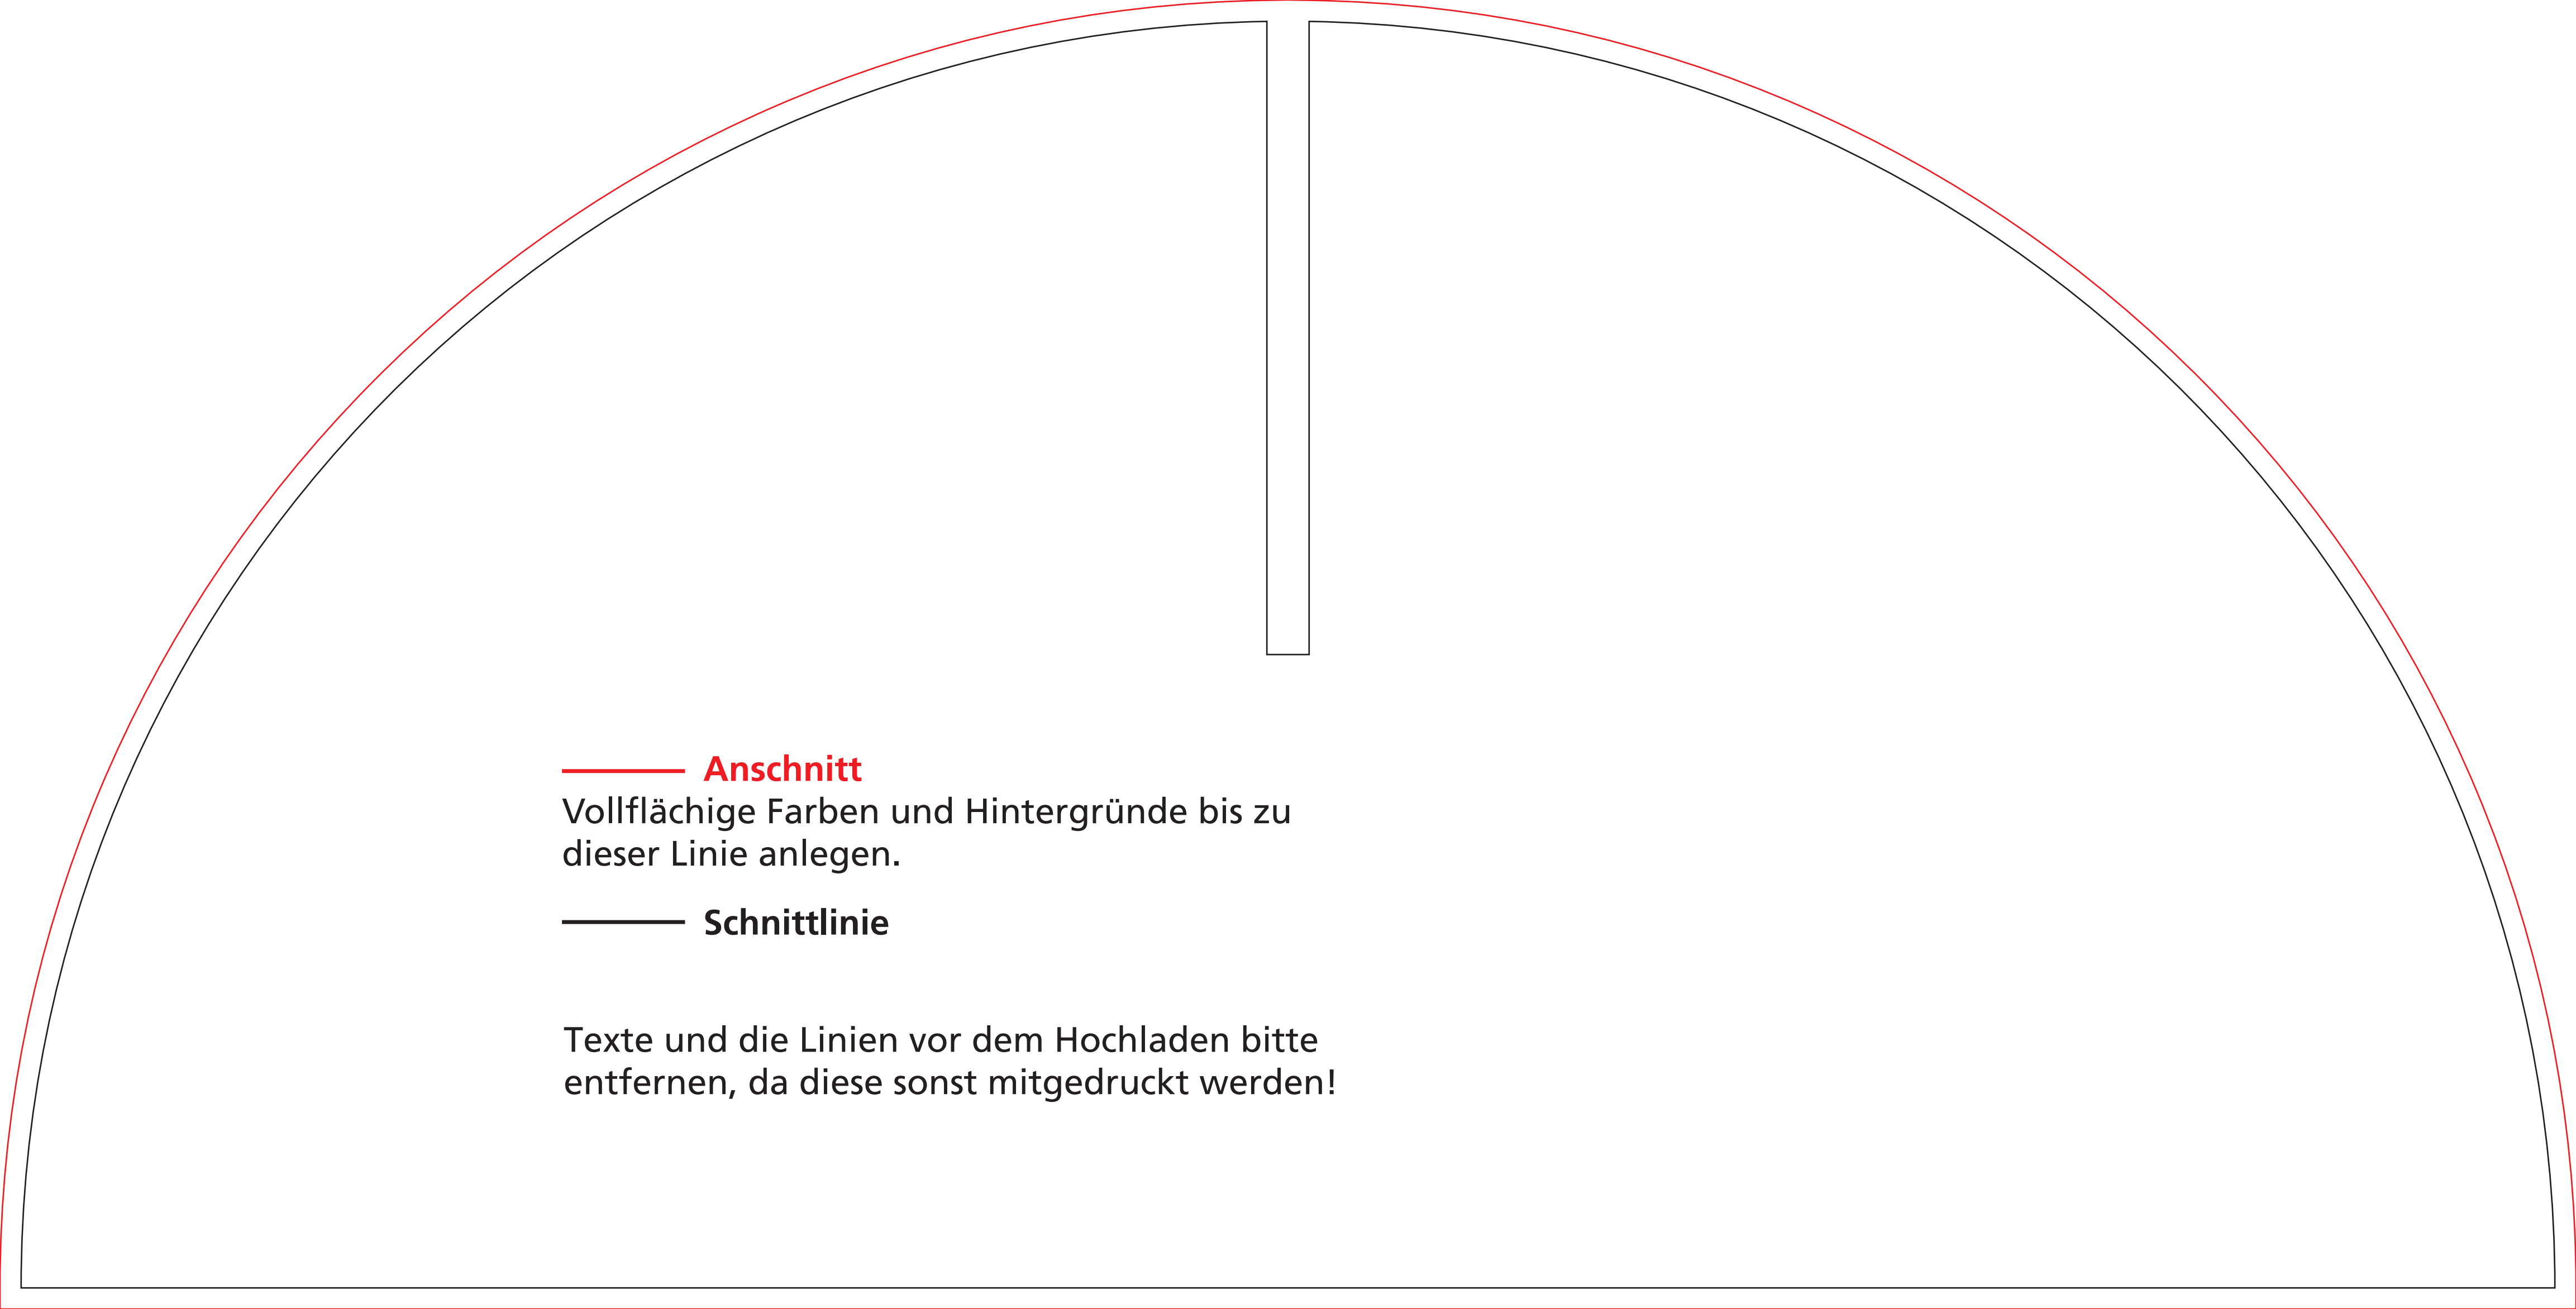 Anschnitt
Vollflächige Farben und Hintergründe bis zu
dieser Linie anlegen.
Schnittlinie
Texte und die Linien vor dem Hochladen bitte
entfernen, da diese sonst mitgedruckt werden!